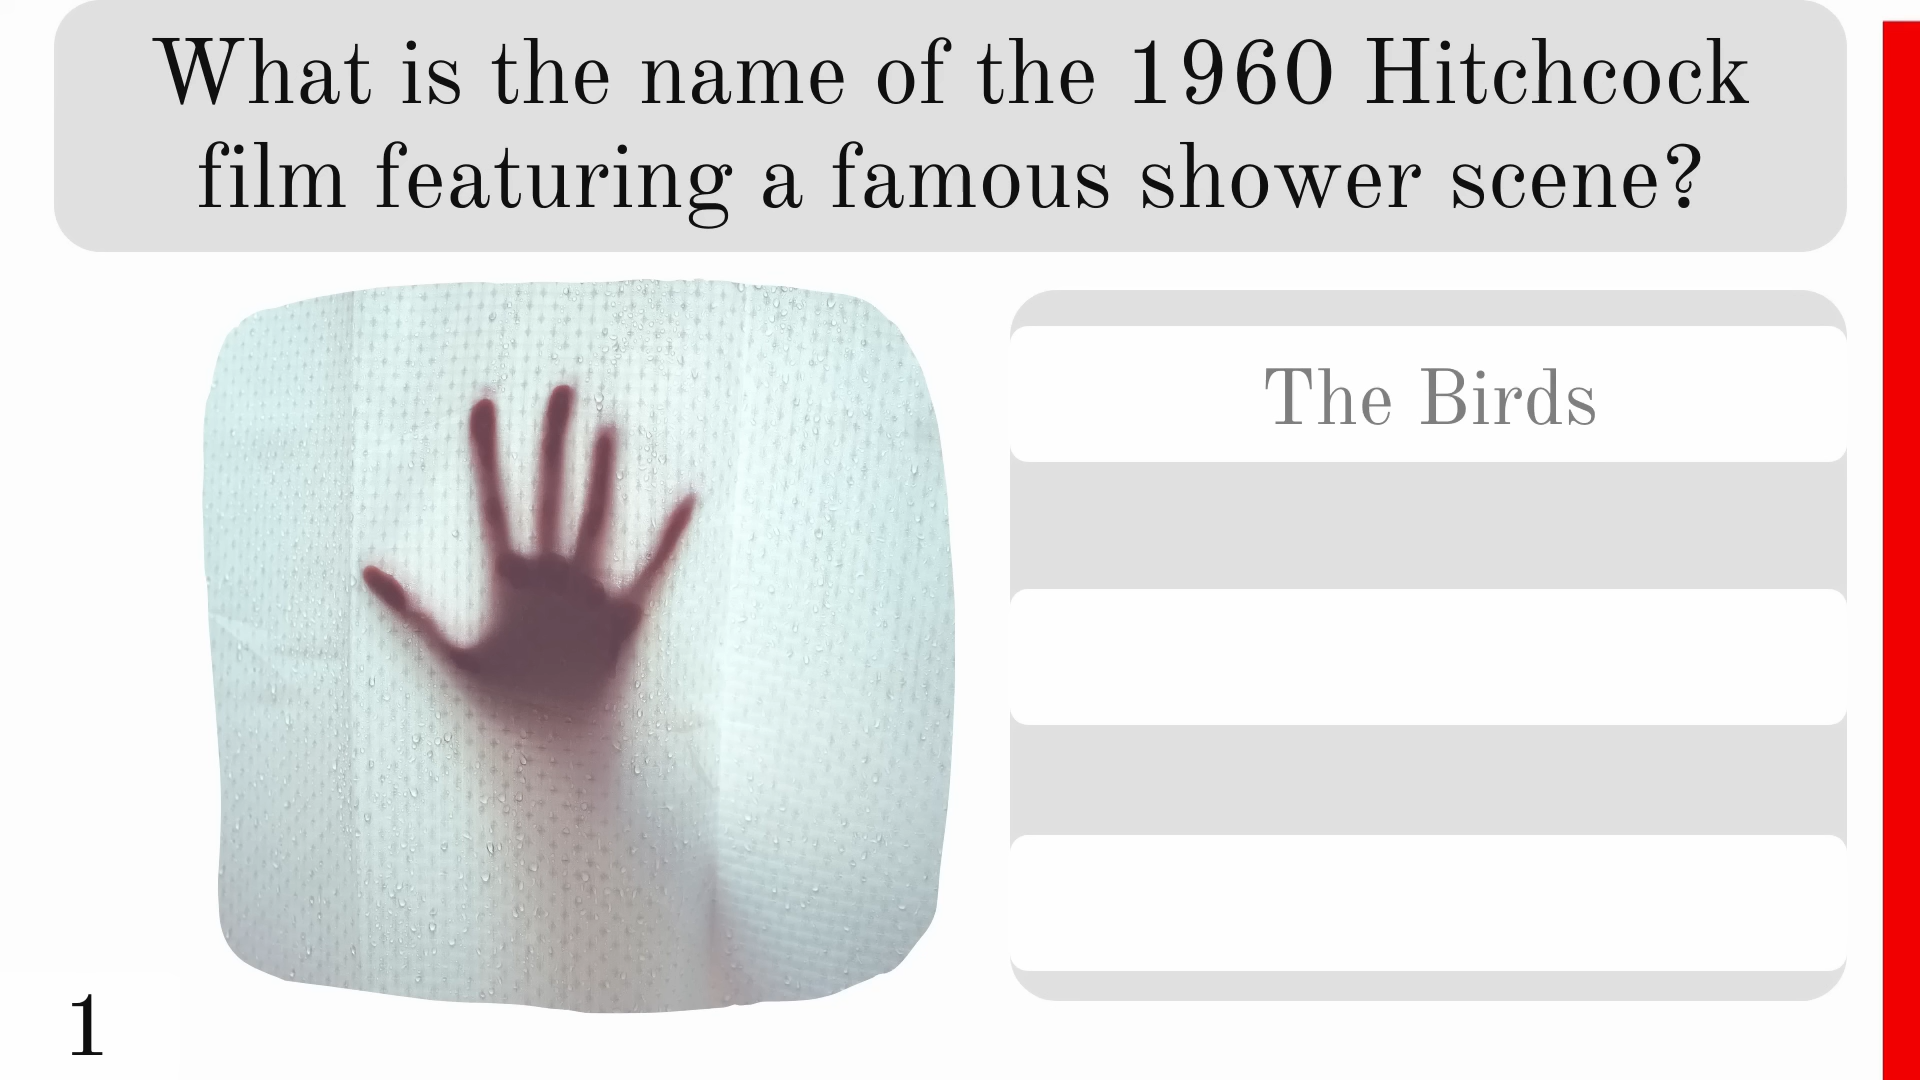 What is the name of the 1960 Hitchcock
film featuring a famous shower scene?
The Birds
1